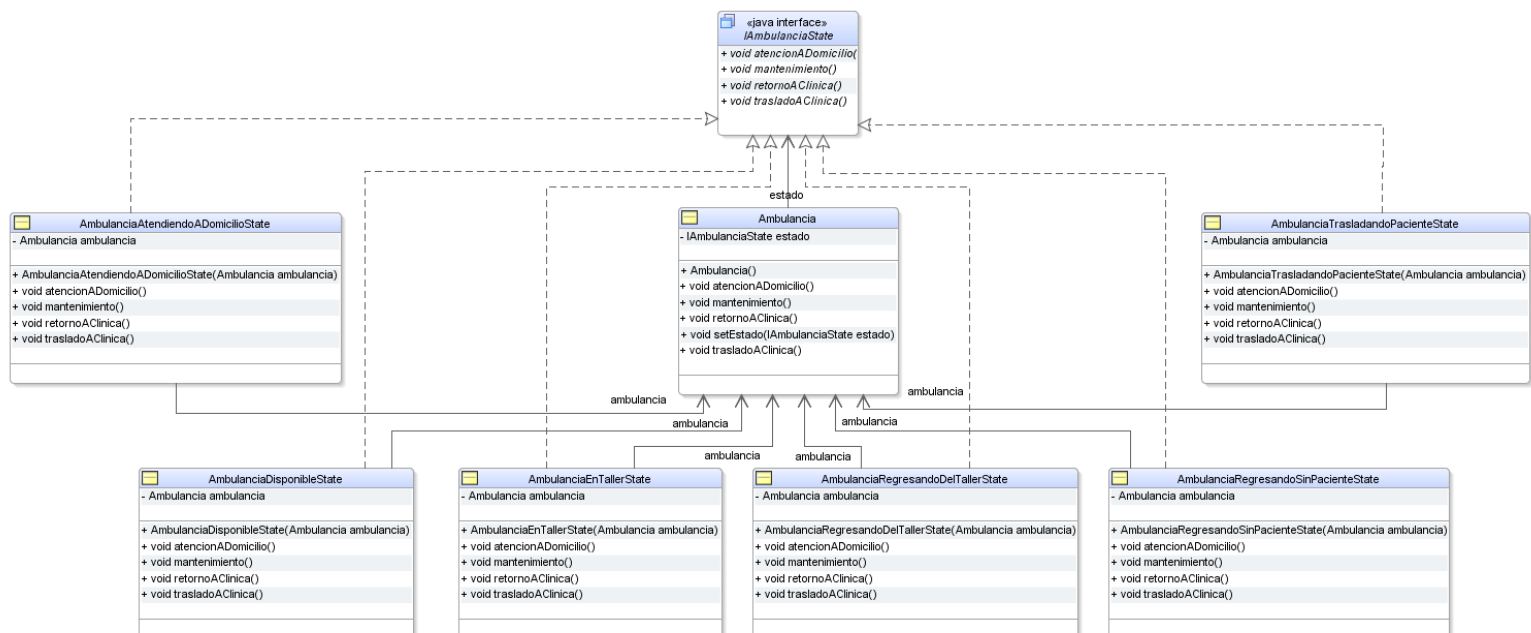 «java interface»
IAmbulanciaState
+ void atencionADomicilio(
+ void mantenimiento()
+ void retornoAClinica()
+ void trasladoAClinica()
estado
AmbulanciaAtendiendoADomicilioState
- Ambulancia ambulancia
+ AmbulanciaAtendiendoADomicilioState(Ambulancia ambulancia)
+ void atencionADomicilio()
+ void mantenimiento()
+ void retornoAClinica()
+ void trasladoAClinica()
Ambulancia
- IAmbulanciaState estado
+ Ambulancia()
+ void atencionADomicilio()
+ void mantenimiento()
+ void retornoAClinica()
+ void setEstado(IAmbulanciaState estado)
+ void trasladoAClinica()
AmbulanciaTrasladandoPacienteState
- Ambulancia ambulancia
+ AmbulanciaTrasladandoPacienteState(Ambulancia ambulancia)
+ void atencionADomicilio()
+ void mantenimiento()
+ void retornoAClinica()
+ void trasladoAClinica()
ambulancia
ambulancia
ambulancia
ambulancia
ambulancia
ambulancia
AmbulanciaDisponibleState
- Ambulancia ambulancia
+ AmbulanciaDisponibleState(Ambulancia ambulancia)
+ void atencionADomicilio()
+ void mantenimiento()
+ void retornoAClinica()
+ void trasladoAClinica()
AmbulanciaEnTallerState
- Ambulancia ambulancia
+ AmbulanciaEnTallerState(Ambulancia ambulancia)
+ void atencionADomicilio()
+ void mantenimiento()
+ void retornoAClinica()
+ void trasladoAClinica()
AmbulanciaRegresandoDelTallerState
- Ambulancia ambulancia
+ AmbulanciaRegresandoDelTallerState(Ambulancia ambulancia)
+ void atencionADomicilio()
+ void mantenimiento()
+ void retornoAClinica()
+ void trasladoAClinica()
AmbulanciaRegresandoSinPacienteState
- Ambulancia ambulancia
+ AmbulanciaRegresandoSinPacienteState(Ambulancia ambulancia)
+ void atencionADomicilio()
+ void mantenimiento()
+ void retornoAClinica()
+ void trasladoAClinica()